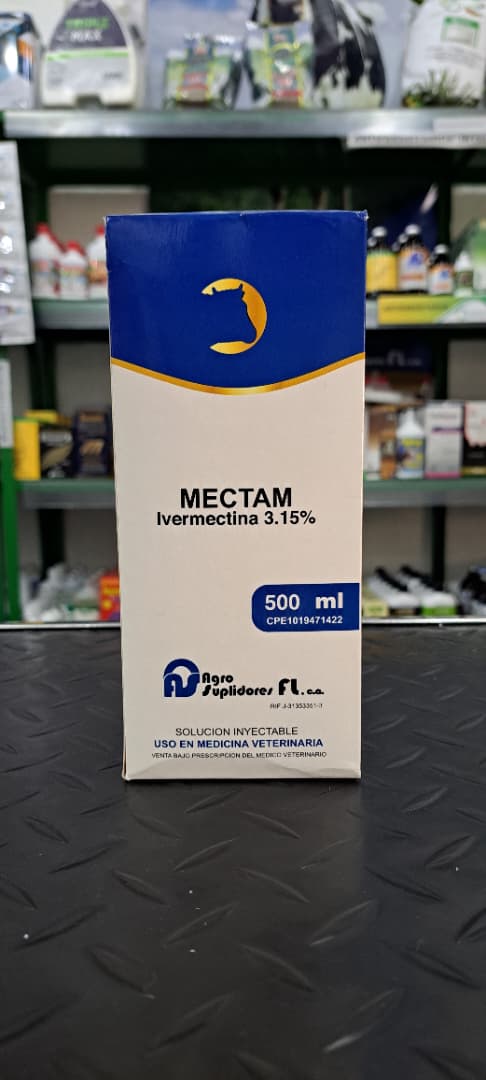 MECTAM
Ivermectina 3.15%
500 ml
CPE1019471422
Agro
Suplidores FL. c.a.
SOLUCION INYECTABLE
USO EN MEDICINA VETERINARIA
VENTA BAJO PRESCRIPCION DEL MEDICO VETERINARIO